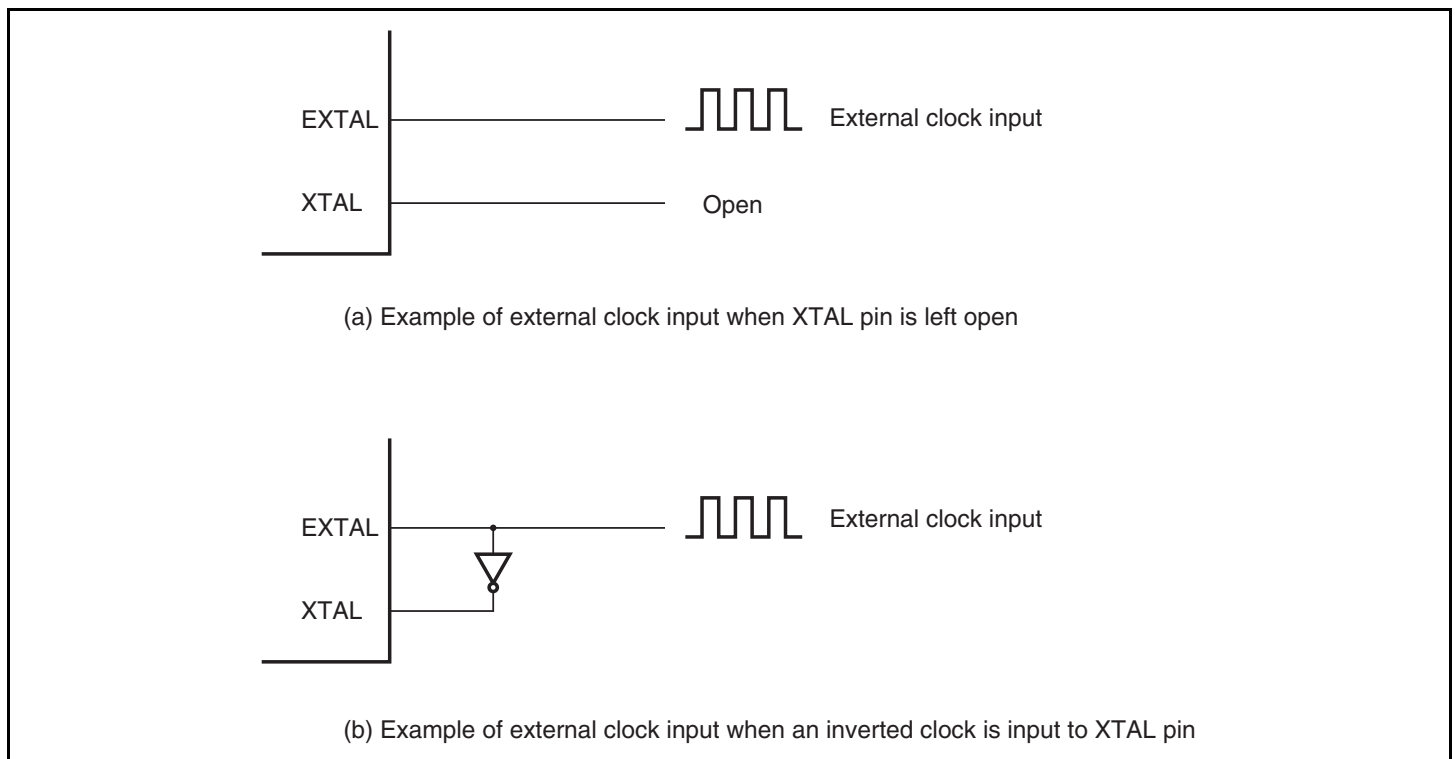 EXTAL
External clock input
XTAL
Open
(a) Example of external clock input when XTAL pin is left open
EXTAL
External clock input
XTAL
(b) Example of external clock input when an inverted clock is input to XTAL pin